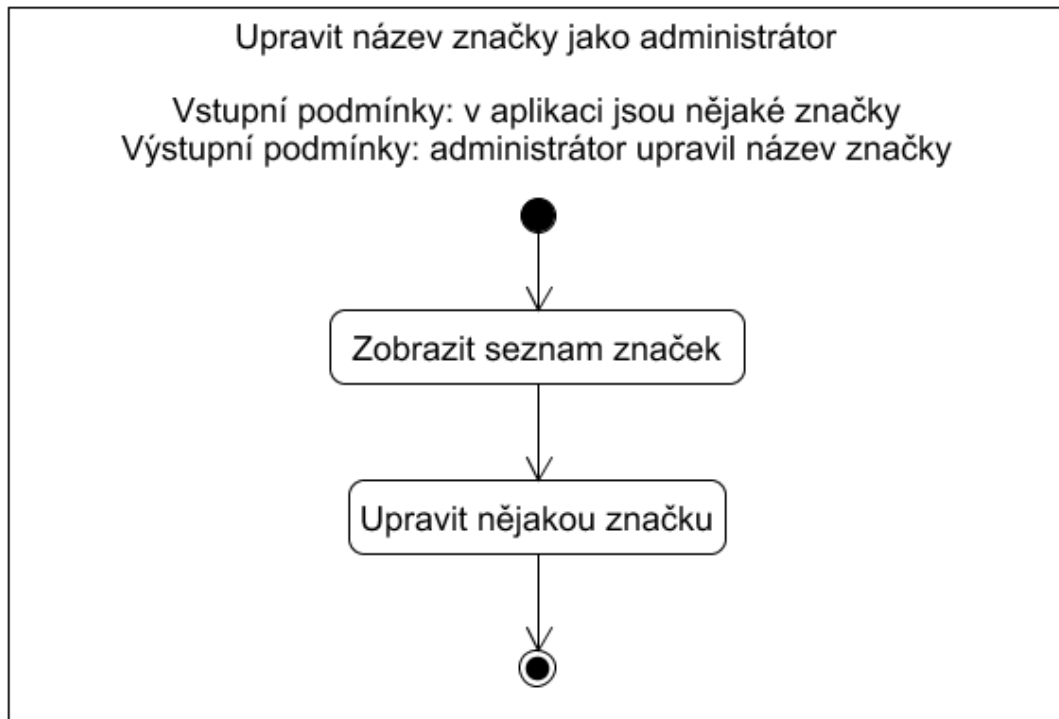 Upravit název značky jako administrátor
Vstupní podmínky: v aplikaci jsou nějaké značky
Výstupní podmínky: administrátor upravil název značky
Zobrazit seznam značek
Upravit nějakou značku